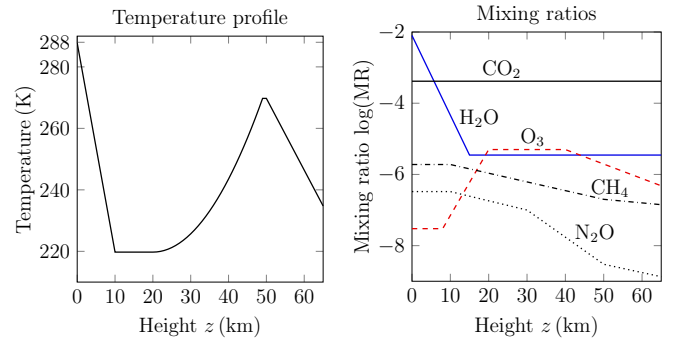 Temperature profile
288
280
260
240
220
0 10 20 30 40 50 60
Temperature (K)
Height z (km)
Mixing ratios
−2
−4
−6
−8
0 10 20 30 40 50 60
Mixing ratio log(MR)
Height z (km)
CO2
H2O
O3
CH4
N2O